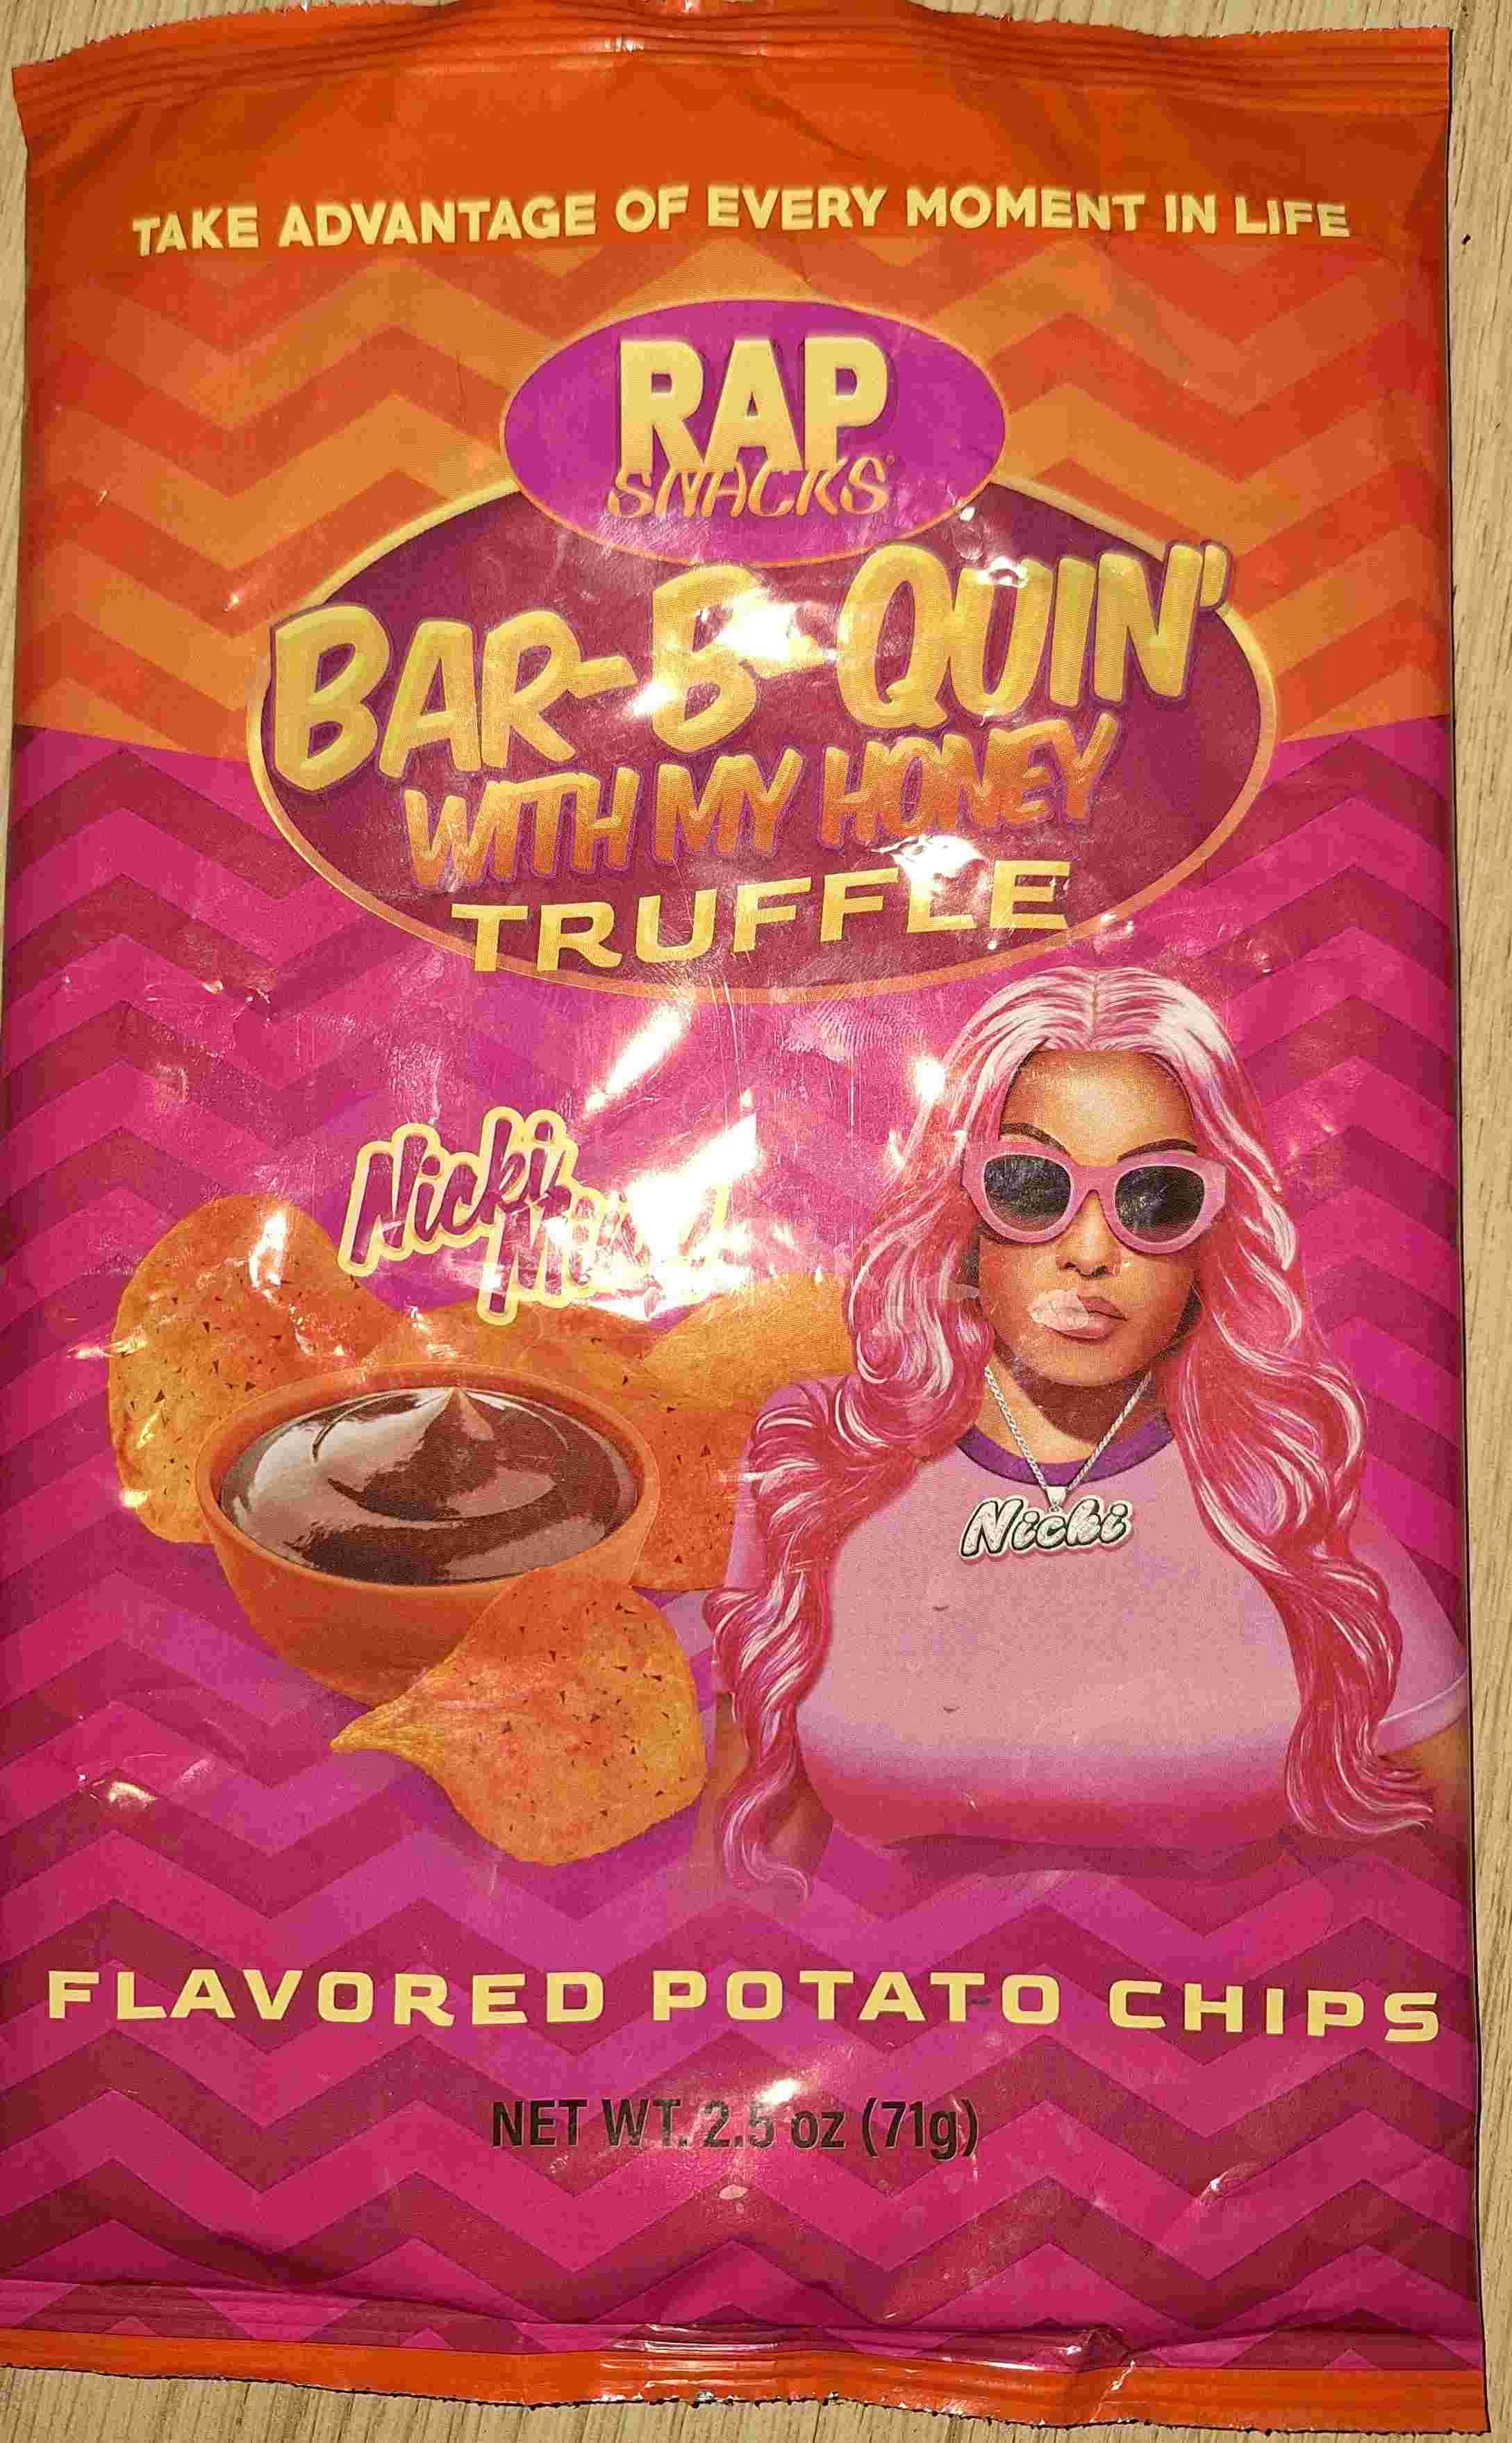 TAKE ADVANTAGE OF EVERY MOMENT IN LIFE
RAP
SNACKS
BAR-B-QUIN'
WITH MY HONEY
TRUFFLE
Nicki
Nicki
FLAVORED POTATO CHIPS
NET WT. 2.5 oz (71g)